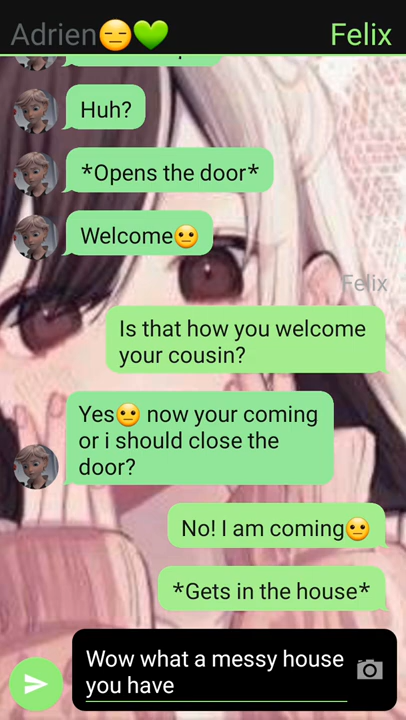 Adrien😑💚 Felix
Huh?
*Opens the door*
Welcome😐
Felix
Is that how you welcome
your cousin?
Yes😐 now your coming
or i should close the
door?
No! I am coming😐
*Gets in the house*
Wow what a messy house
you have